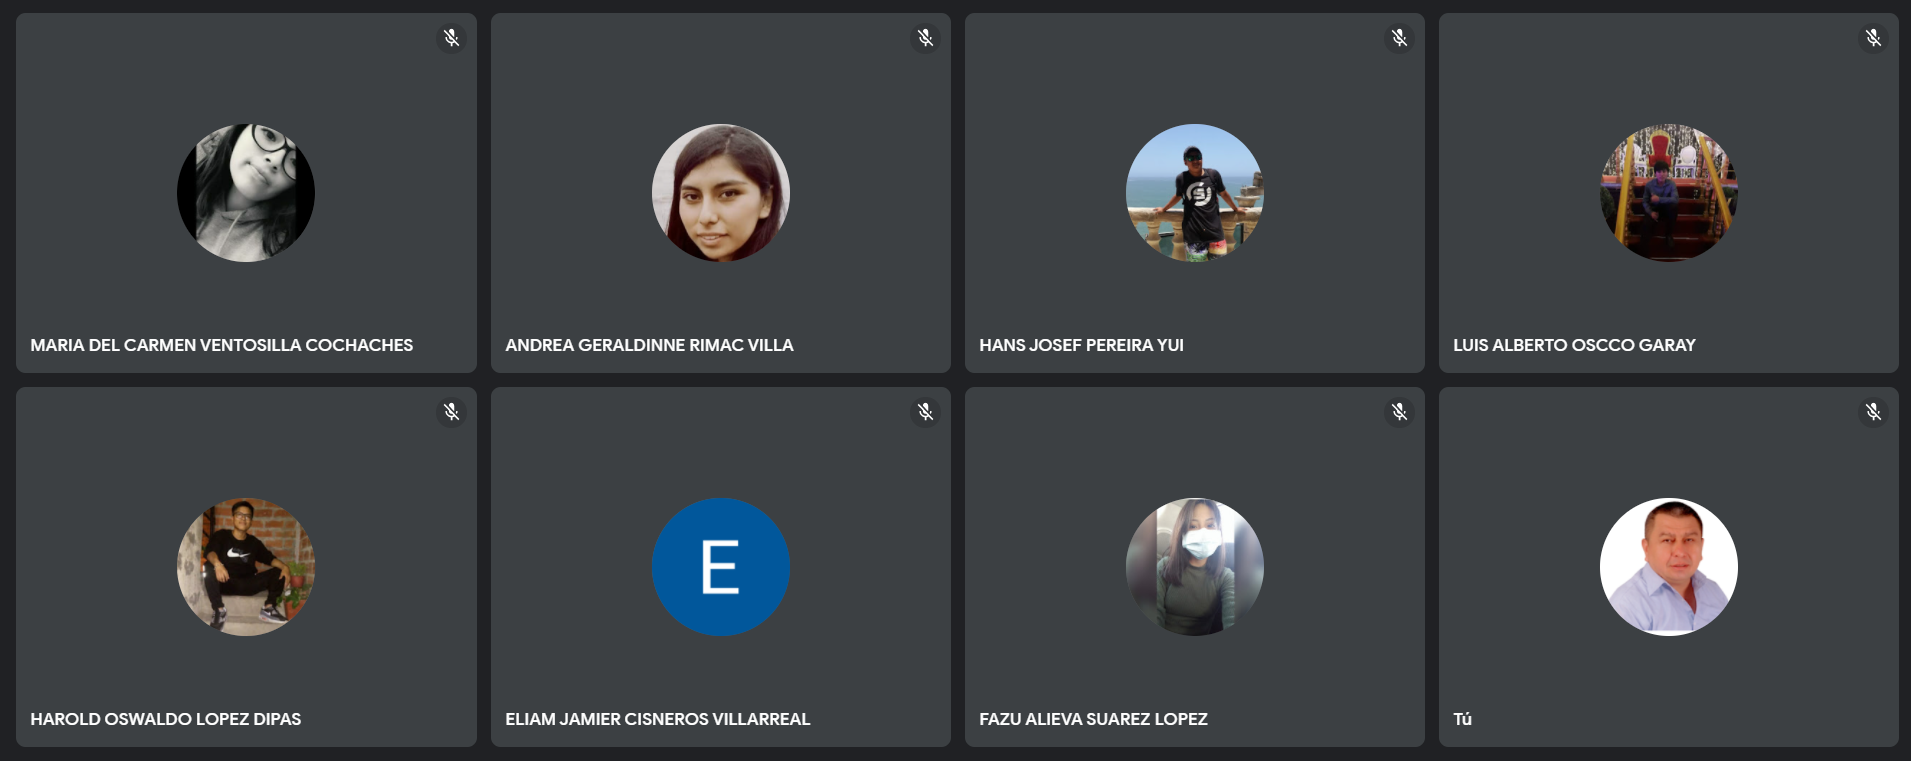 MARIA DEL CARMEN VENTOSILLA COCHACHES
ANDREA GERALDINNE RIMAC VILLA
HANS JOSEF PEREIRA YUI
LUIS ALBERTO OSCCO GARAY
HAROLD OSWALDO LOPEZ DIPAS
E
ELIAM JAMIER CISNEROS VILLARREAL
FAZU ALIEVA SUAREZ LOPEZ
Tú